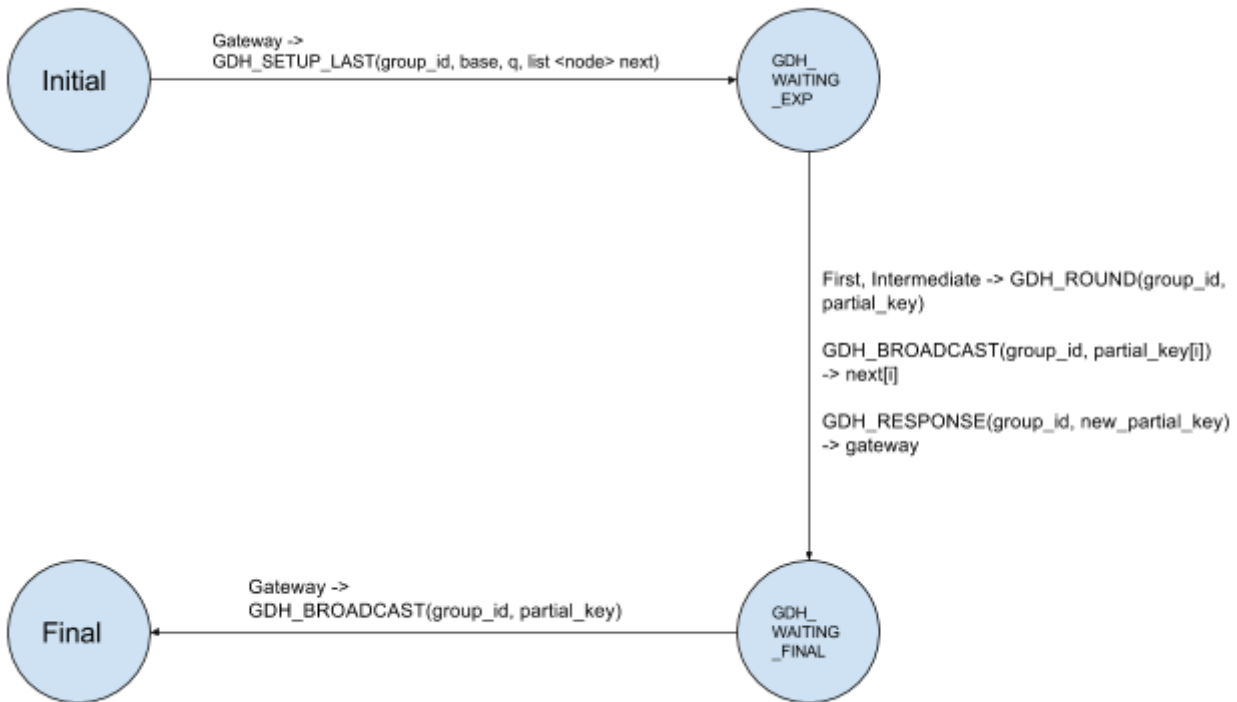 Gateway ->
GDH_SETUP_LAST(group_id, base, q, list <node> next)
Initial
GDH_
WAITING
_EXP
First, Intermediate -> GDH_ROUND(group_id,
partial_key)
GDH_BROADCAST(group_id, partial_key[i])
-> next[i]
GDH_RESPONSE(group_id, new_partial_key)
-> gateway
Gateway ->
GDH_BROADCAST(group_id, partial_key)
Final
GDH_
WAITING
_FINAL